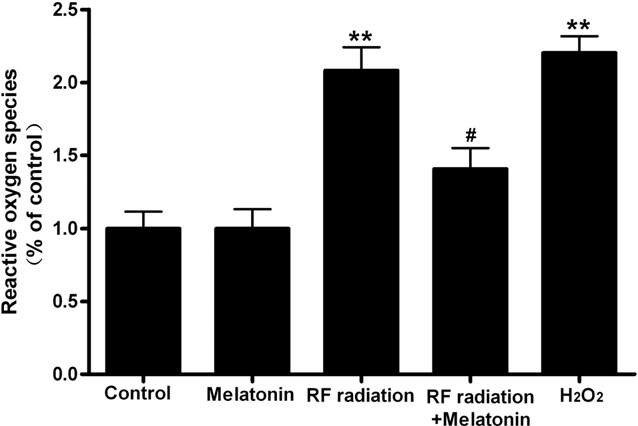 Reactive oxygen species
(% of control)
2.5
2.0
1.5
1.0
0.5
0.0
**
#
**
Control
Melatonin
RF radiation
RF radiation
+Melatonin
H2O2